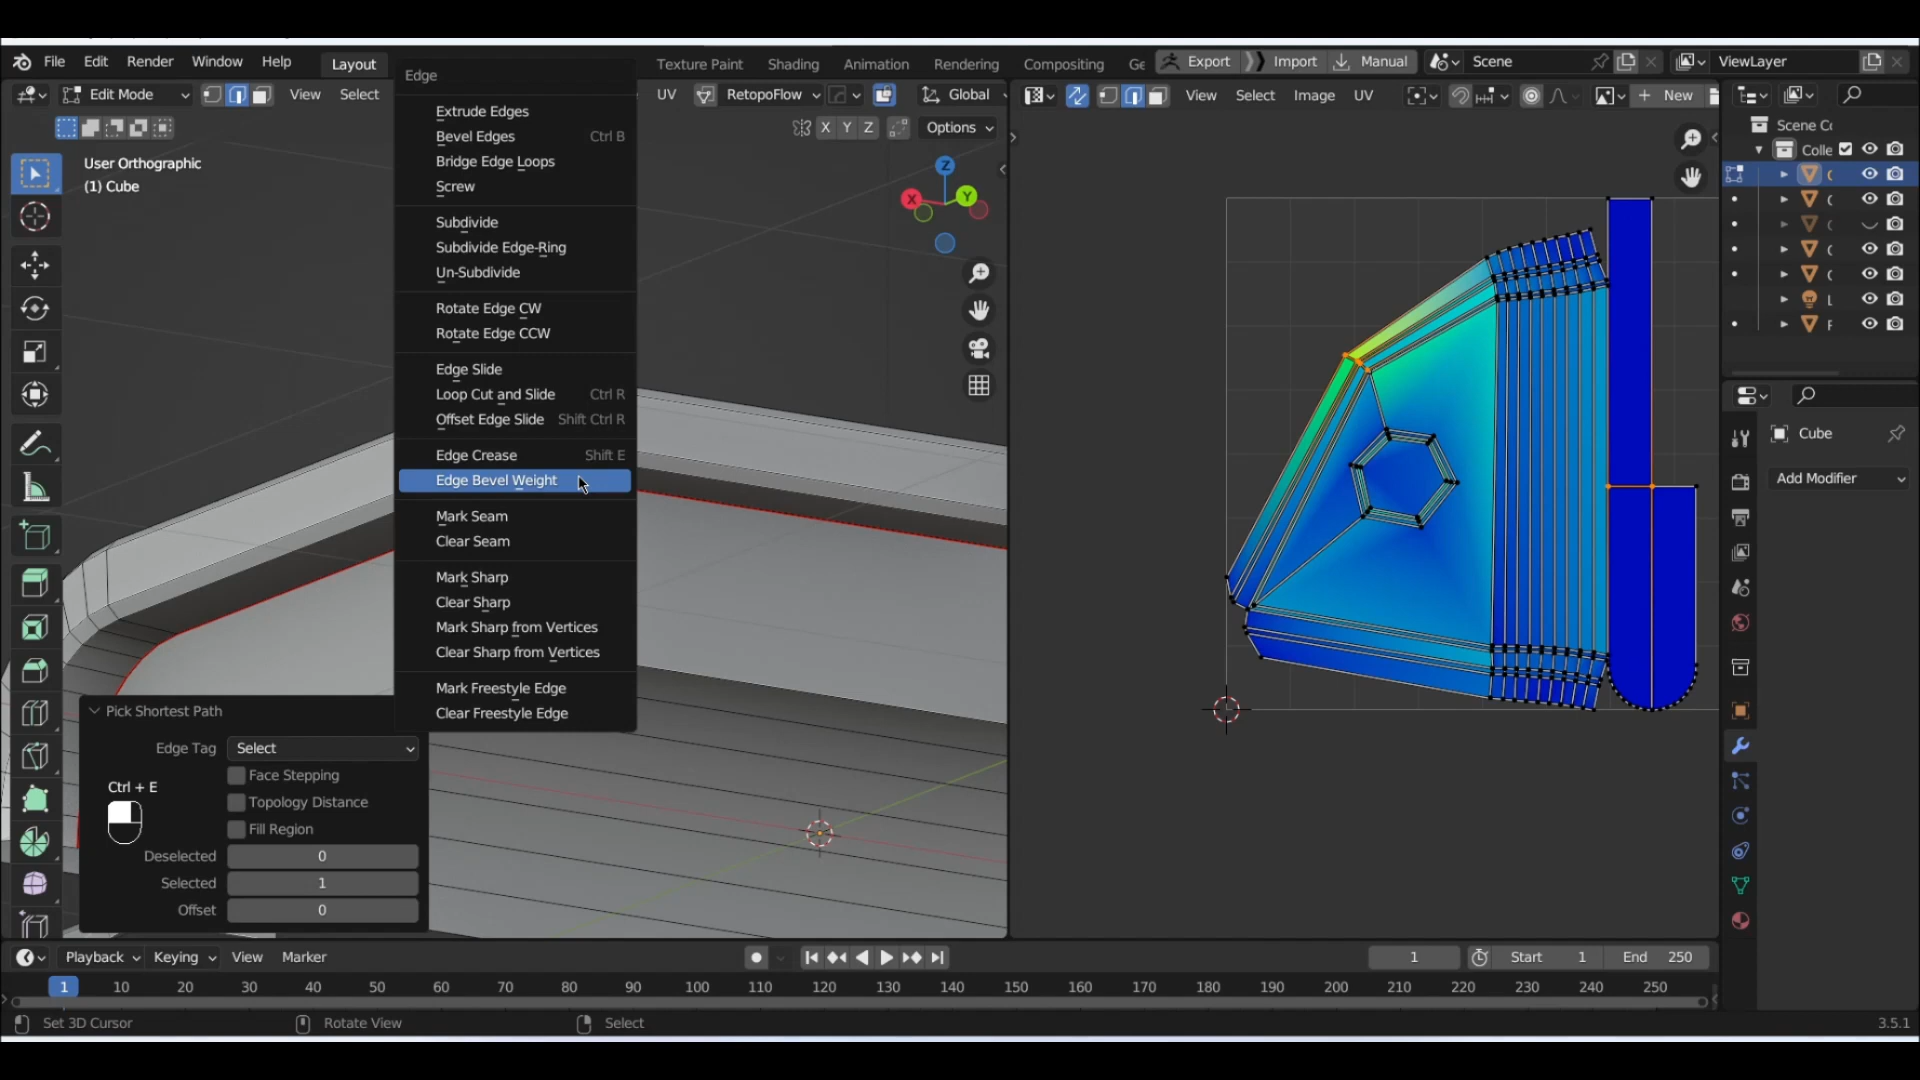 File Edit Render Window Help Layout Texture Paint Shading Animation Rendering Compositing Ge Export Import Manual Scene ViewLayer
Edit Mode View Select UV RetopoFlow Global View Select Image UV New
X Y Z Options
User Orthographic
(1) Cube
Z
X Y
Edge
Extrude Edges
Bevel Edges Ctrl B
Bridge Edge Loops
Screw
Subdivide
Subdivide Edge-Ring
Un-Subdivide
Rotate Edge CW
Rotate Edge CCW
Edge Slide
Loop Cut and Slide Ctrl R
Offset Edge Slide Shift Ctrl R
Edge Crease Shift E
Edge Bevel Weight
Mark Seam
Clear Seam
Mark Sharp
Clear Sharp
Mark Sharp from Vertices
Clear Sharp from Vertices
Mark Freestyle Edge
Clear Freestyle Edge
Pick Shortest Path
Edge Tag Select
Face Stepping
Topology Distance
Fill Region
Deselected 0
Selected 1
Offset 0
Ctrl + E
Scene Cc
Colle
Cube
Add Modifier
Playback Keying View Marker 1 Start 1 End 250
1 10 20 30 40 50 60 70 80 90 100 110 120 130 140 150 160 170 180 190 200 210 220 230 240 250
Set 3D Cursor Rotate View Select 3.5.1